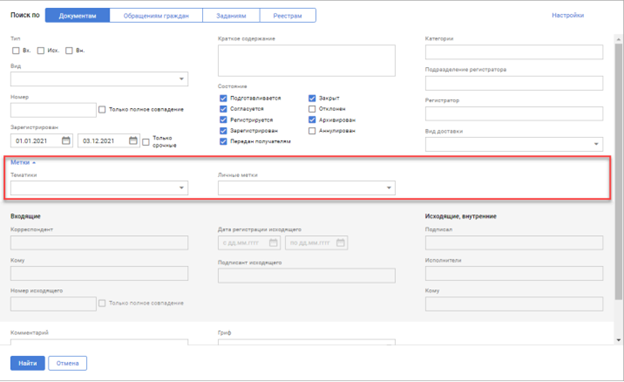 Поиск по Документам Обращениям граждан Заданиям Реестрам Настройки
Тип Краткое содержание Категории
Вх. Исх. Вн.
Вид Подразделение регистратора
Состояние
Номер Подготавливается Закрыт Регистратор
Только полное совпадение Согласуется Отклонен
Регистрируется Архивирован
Зарегистрирован Зарегистрирован Аннулирован Вид доставки
01.01.2021 03.12.2021 Только срочные Передан получателям
Метки
Тематики Личные метки
Входящие Исходящие, внутренние
Корреспондент Дата регистрации исходящего Подписал
с дд.мм.гггг по дд.мм.гггг
Кому Подписант исходящего Исполнители
Номер исходящего Кому
Только полное совпадение
Комментарий Гриф
Найти Отмена